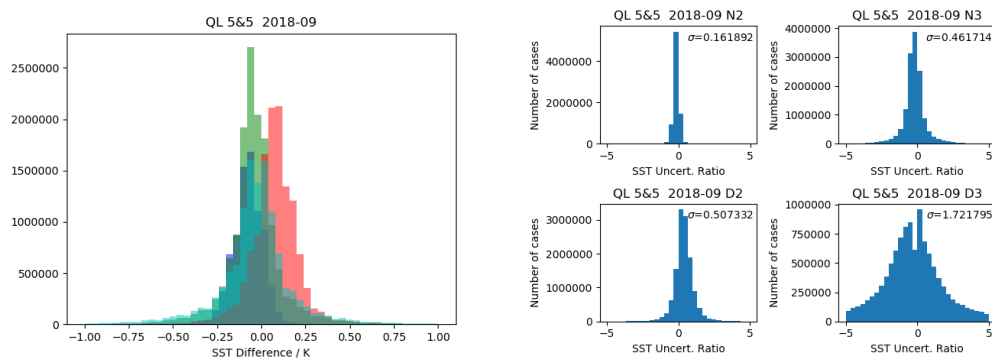 QL 5&5 2018-09
2500000
2000000
1500000
1000000
500000
0
-1.00 -0.75 -0.50 -0.25 0.00 0.25 0.50 0.75 1.00
SST Difference / K
QL 5&5 2018-09 N2
σ=0.161892
Number of cases
4000000
2000000
0
-5 0 5
SST Uncert. Ratio
QL 5&5 2018-09 N3
σ=0.461714
Number of cases
4000000
3000000
2000000
1000000
0
-5 0 5
SST Uncert. Ratio
QL 5&5 2018-09 D2
σ=0.507332
Number of cases
3000000
2000000
1000000
0
-5 0 5
SST Uncert. Ratio
QL 5&5 2018-09 D3
σ=1.721795
Number of cases
1000000
750000
500000
250000
0
-5 0 5
SST Uncert. Ratio